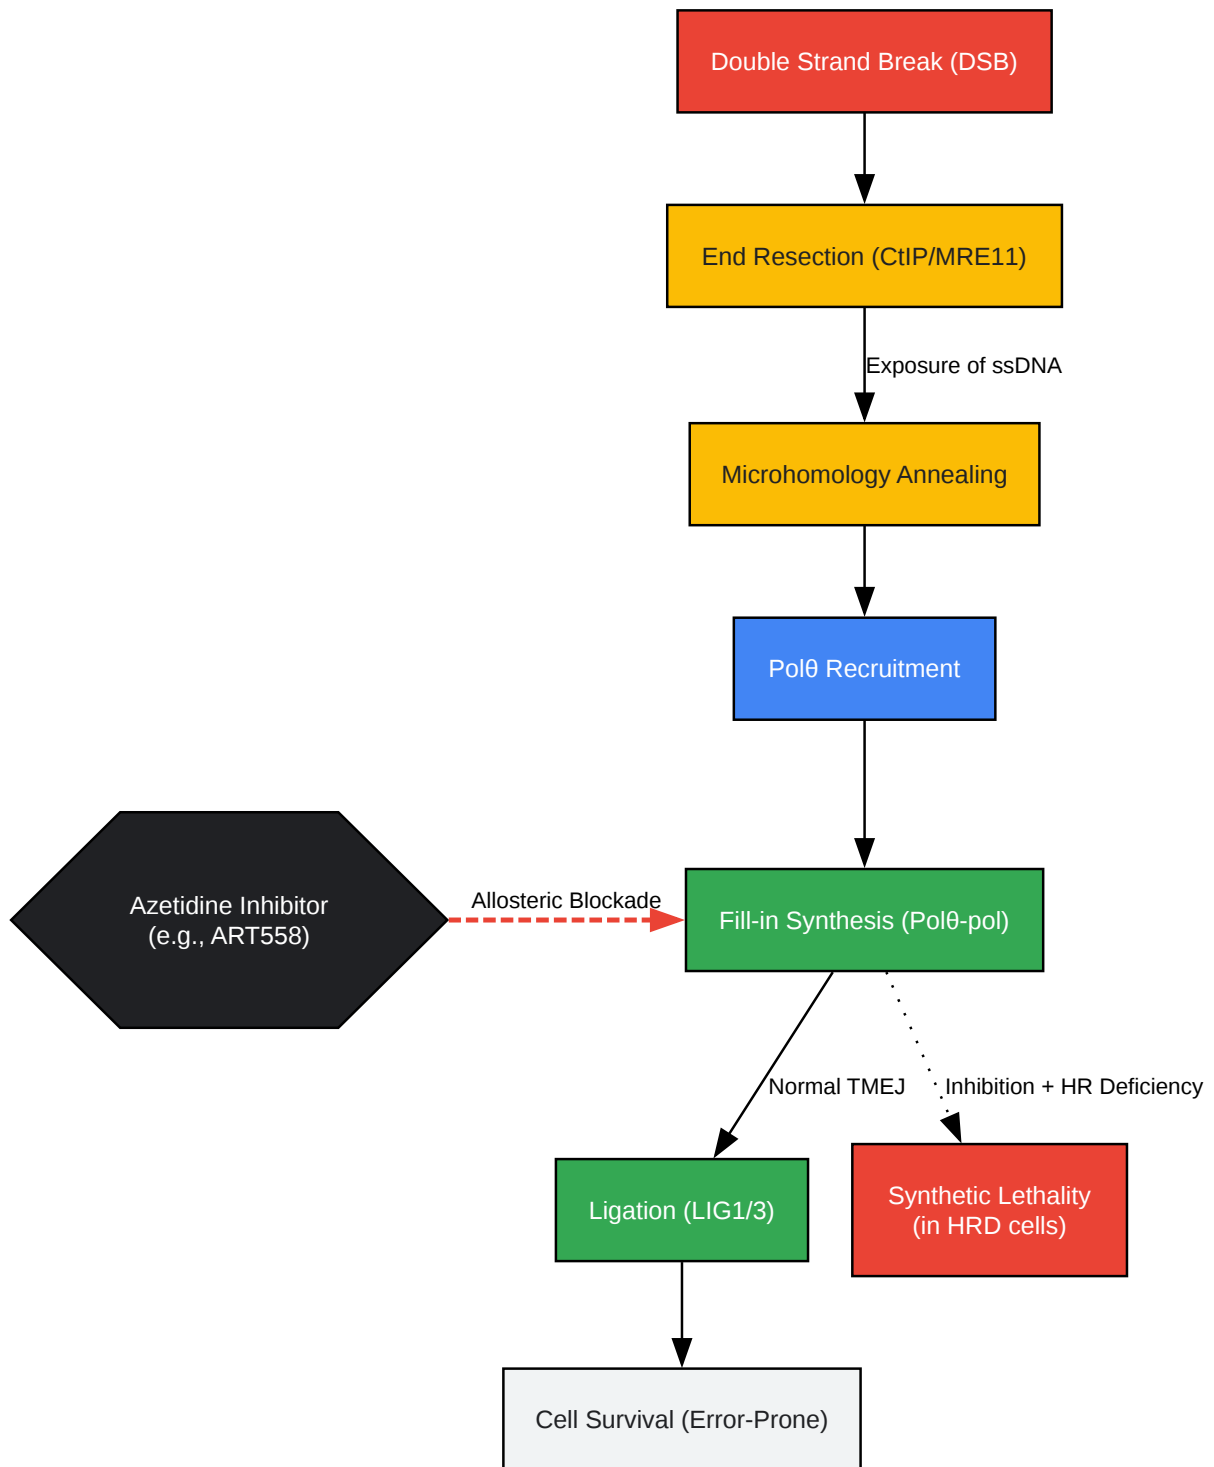 Double Strand Break (DSB)
End Resection (CtIP/MRE11)
Exposure of ssDNA
Microhomology Annealing
Polθ Recruitment
Azetidine Inhibitor
(e.g., ART558)
Allosteric Blockade
Fill-in Synthesis (Polθ-pol)
Normal TMEJ
Inhibition + HR Deficiency
Ligation (LIG1/3)
Synthetic Lethality
(in HRD cells)
Cell Survival (Error-Prone)